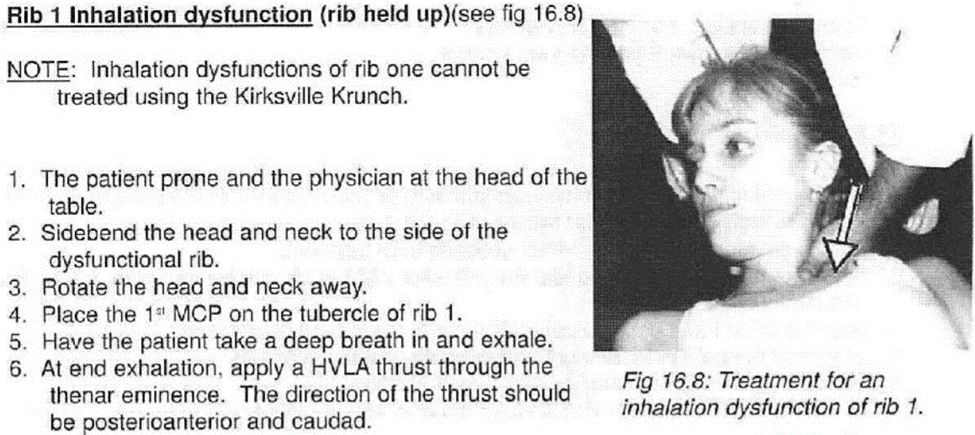 Rib 1 Inhalation dysfunction (rib held up)(see fig 16.8)
NOTE: Inhalation dysfunctions of rib one cannot be
treated using the Kirksville Krunch.
1. The patient prone and the physician at the head of the
table.
2. Sidebend the head and neck to the side of the
dysfunctional rib.
3. Rotate the head and neck away.
4. Place the 1st MCP on the tubercle of rib 1.
5. Have the patient take a deep breath in and exhale.
6. At end exhalation, apply a HVLA thrust through the
thenar eminence. The direction of the thrust should
be posterioanterior and caudad.
Fig 16.8: Treatment for an
inhalation dysfunction of rib 1.